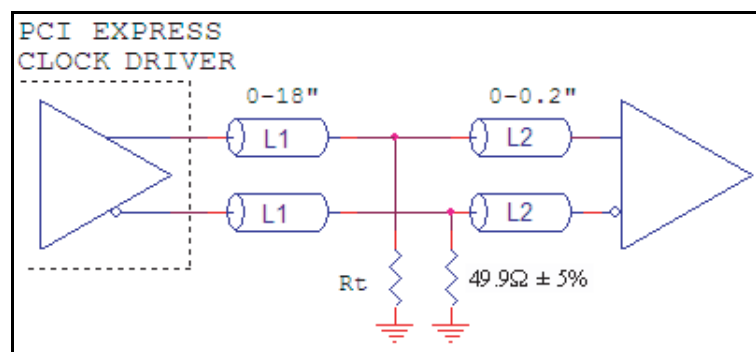 PCI EXPRESS
CLOCK DRIVER
0-18" 0-0.2"
L1 L2
L1 L2
Rt 49.9Ω ± 5%